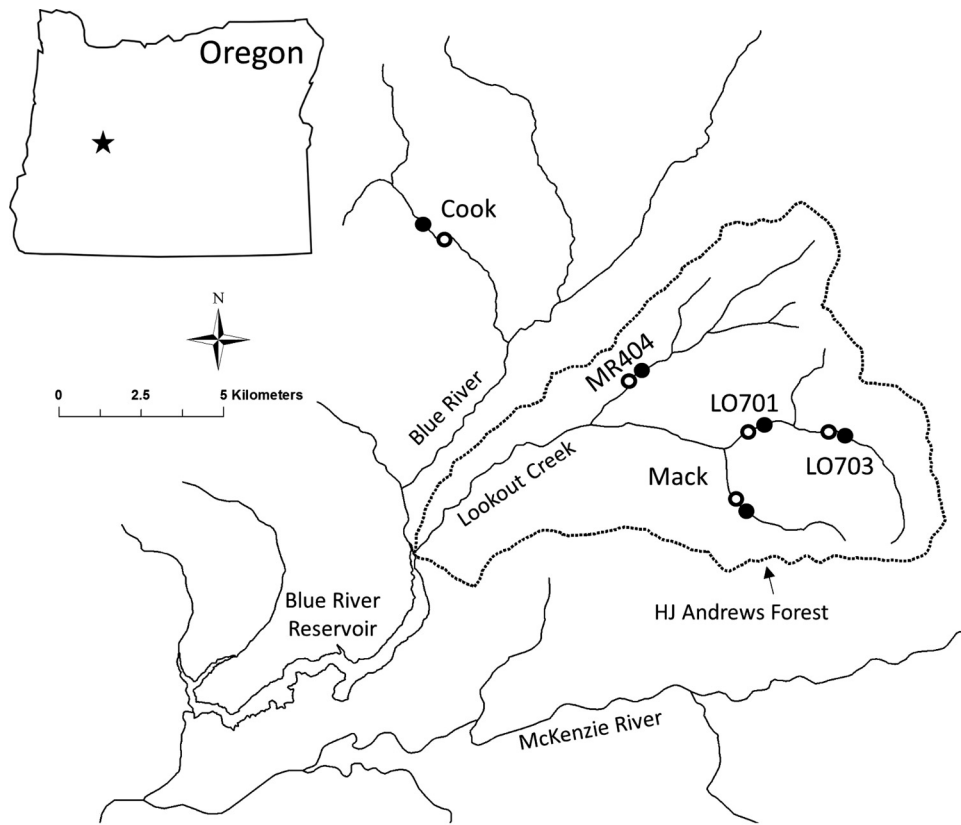 Oregon
Cook
N
0 2.5 5 Kilometers
MR404
Blue River
LO701
LO703
Lookout Creek
Mack
HJ Andrews Forest
Blue River
Reservoir
McKenzie River